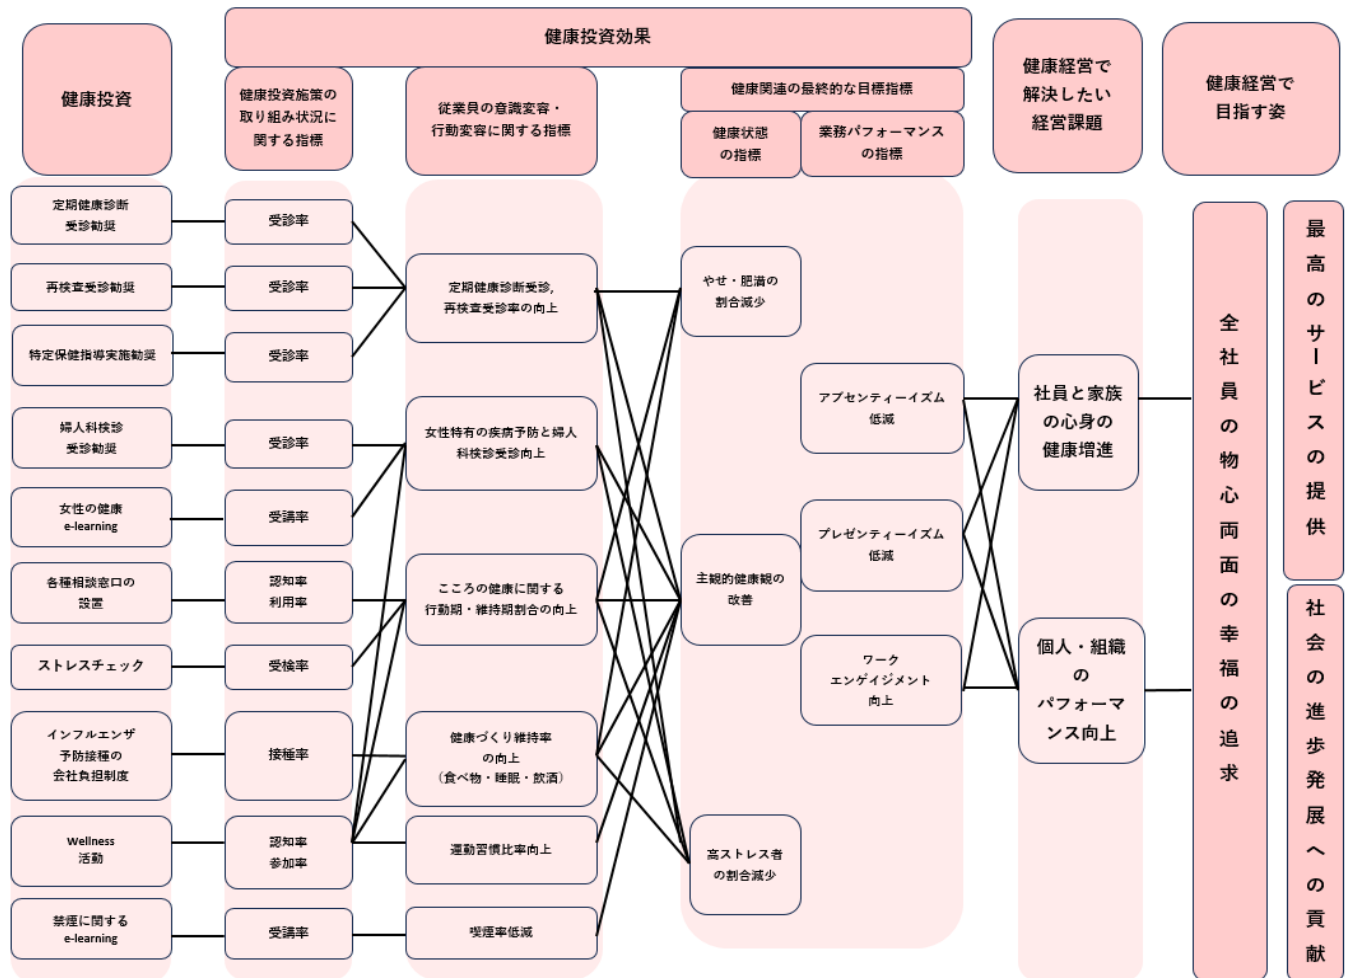 健康投資
健康投資効果
健康投資施策の
取り組み状況に
関する指標
従業員の意識変容・
行動変容に関する指標
健康関連の最終的な目標指標
健康状態
の指標
業務パフォーマンス
の指標
健康経営で
解決したい
経営課題
健康経営で
目指す姿
定期健康診断
受診勧奨
再検査受診勧奨
特定保健指導実施勧奨
婦人科検診
受診勧奨
女性の健康
e-learning
各種相談窓口の
設置
ストレスチェック
インフルエンザ
予防接種の
会社負担制度
Wellness
活動
禁煙に関する
e-learning
受診率
受診率
受診率
受診率
受講率
認知率
利用率
受検率
接種率
認知率
参加率
受講率
定期健康診断受診,
再検査受診率の向上
女性特有の疾病予防と婦人
科検診受診向上
こころの健康に関する
行動期・維持期割合の向上
健康づくり維持率
の向上
(食べ物・睡眠・飲酒)
運動習慣比率向上
喫煙率低減
やせ・肥満の
割合減少
主観的健康観の
改善
高ストレス者
の割合減少
アブセンティーイズム
低減
プレゼンティーイズム
低減
ワーク
エンゲイジメント
向上
社員と家族
の心身の
健康増進
個人・組織
の
パフォーマ
ンス向上
全社員の物心両面の幸福の追求
最高のサービスの提供
社会の進歩発展への貢献